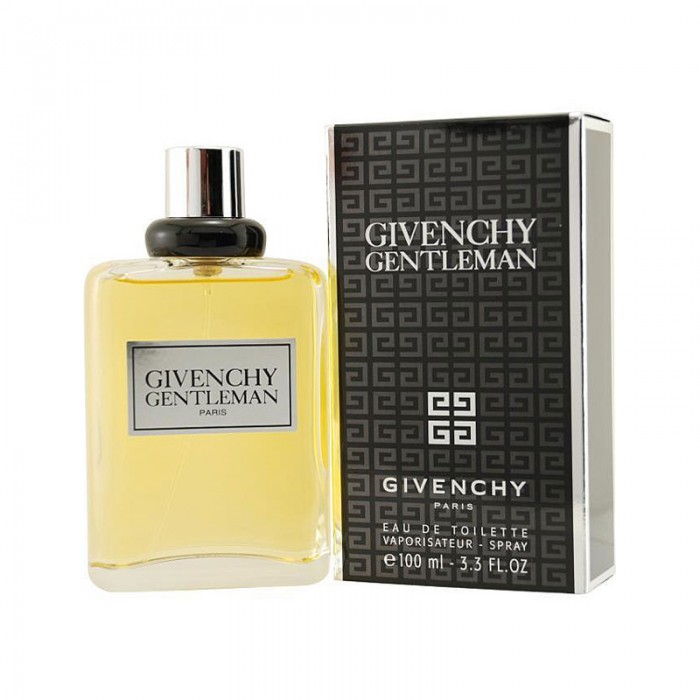 GIVENCHY
GENTLEMAN
PARIS
GIVENCHY
GENTLEMAN
GIVENCHY
PARIS
EAU DE TOILETTE
VAPORISATEUR - SPRAY
℮100 ml - 3.3 FL.OZ